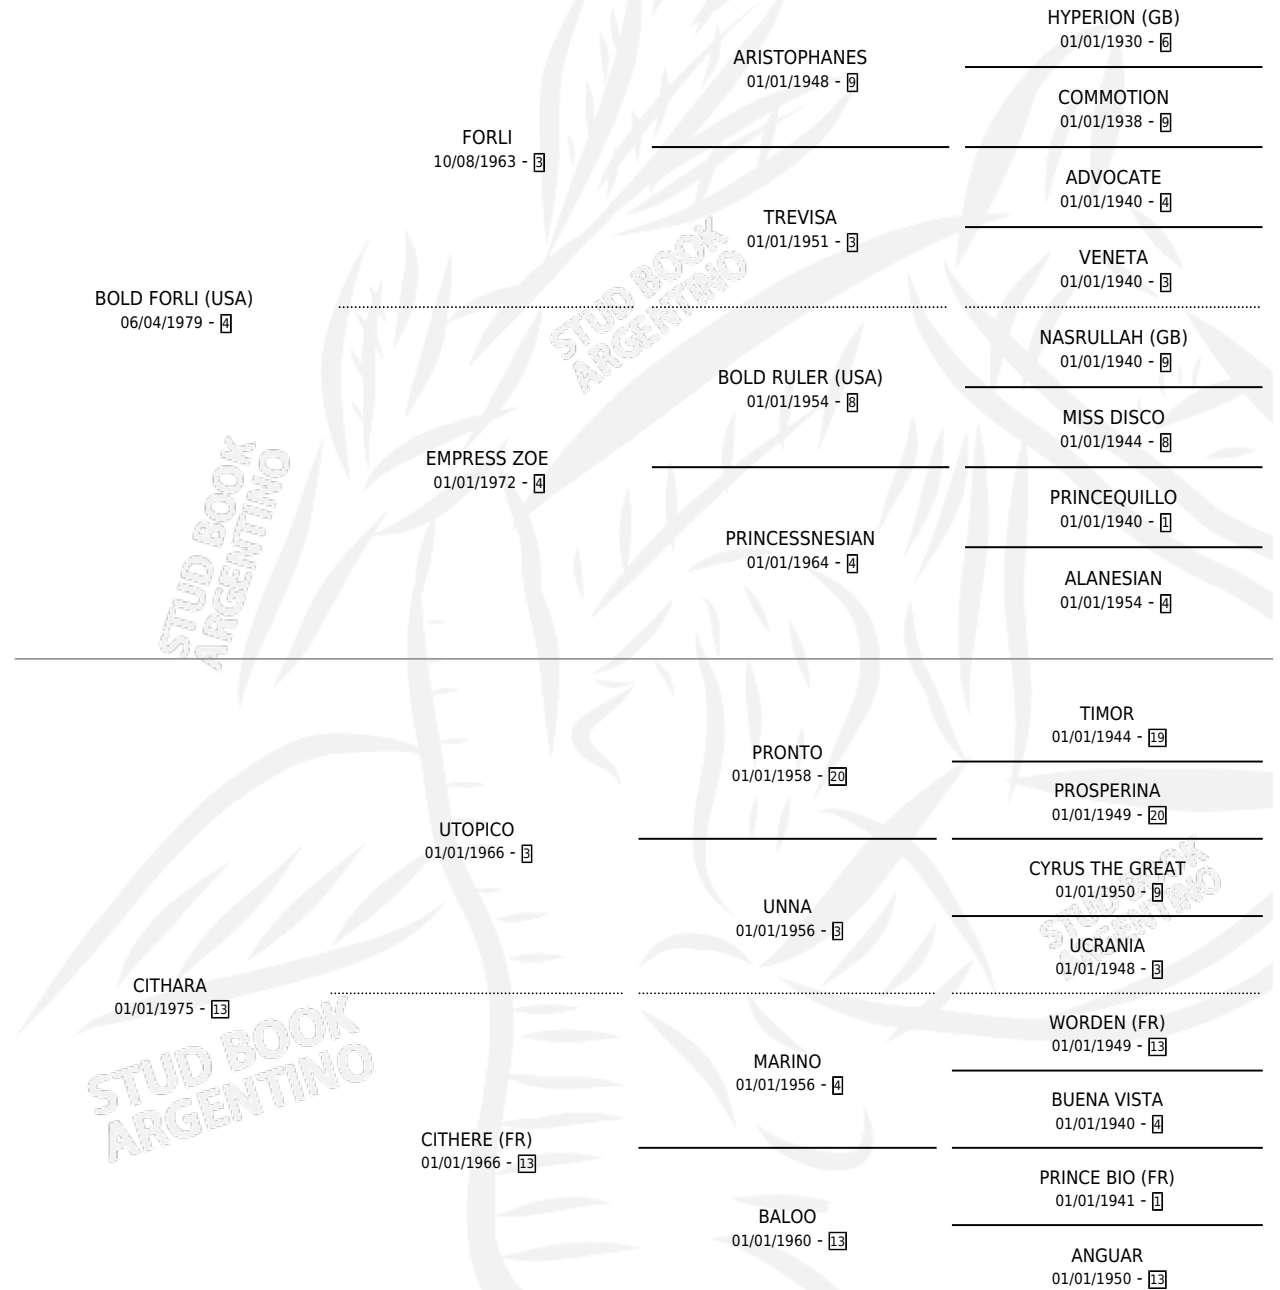 HYPERION (GB)
01/01/1930 - 6
ARISTOPHANES
01/01/1948 - 9
COMMOTION
01/01/1938 - 9
FORLI
10/08/1963 - 3
ADVOCATE
01/01/1940 - 4
TREVISA
01/01/1951 - 3
VENETA
01/01/1940 - 3
BOLD FORLI (USA)
06/04/1979 - 4
NASRULLAH (GB)
01/01/1940 - 9
BOLD RULER (USA)
01/01/1954 - 8
MISS DISCO
01/01/1944 - 8
EMPRESS ZOE
01/01/1972 - 4
PRINCEQUILLO
01/01/1940 - 1
PRINCESSNESIAN
01/01/1964 - 4
ALANESIAN
01/01/1954 - 4
TIMOR
01/01/1944 - 19
PRONTO
01/01/1958 - 20
PROSPERINA
01/01/1949 - 20
UTOPICO
01/01/1966 - 3
CYRUS THE GREAT
01/01/1950 - 9
UNNA
01/01/1956 - 3
UCRANIA
01/01/1948 - 3
CITHARA
01/01/1975 - 13
WORDEN (FR)
01/01/1949 - 13
MARINO
01/01/1956 - 4
BUENA VISTA
01/01/1940 - 4
CITHERE (FR)
01/01/1966 - 13
PRINCE BIO (FR)
01/01/1941 - 1
BALOO
01/01/1960 - 13
ANGUAR
01/01/1950 - 13
STUD BOOK
ARGENTINO
STUD BOOK
ARGENTINO
STUD BOOK
ARGENTINO
STUD BOOK
ARGENTINO